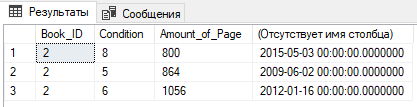 Результаты Сообщения
Book_ID Condition Amount_of_Page (Отсутствует имя столбца)
1 2 8 800 2015-05-03 00:00:00.0000000
2 2 5 864 2009-06-02 00:00:00.0000000
3 2 6 1056 2012-01-16 00:00:00.0000000